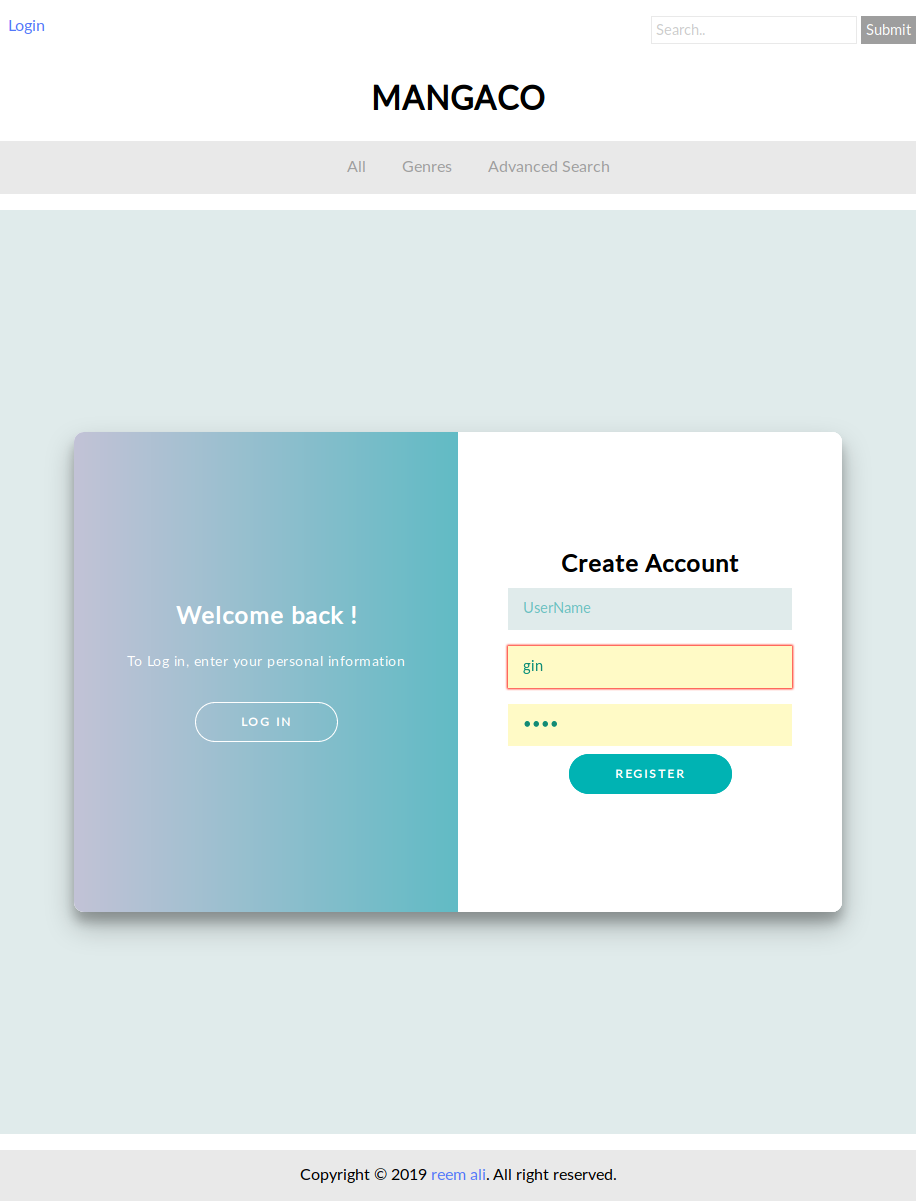 Login
Search..
Submit
MANGACO
All
Genres
Advanced Search
Welcome back !
To Log in, enter your personal information
LOG IN
Create Account
UserName
gin
••••
REGISTER
Copyright © 2019 reem ali. All right reserved.